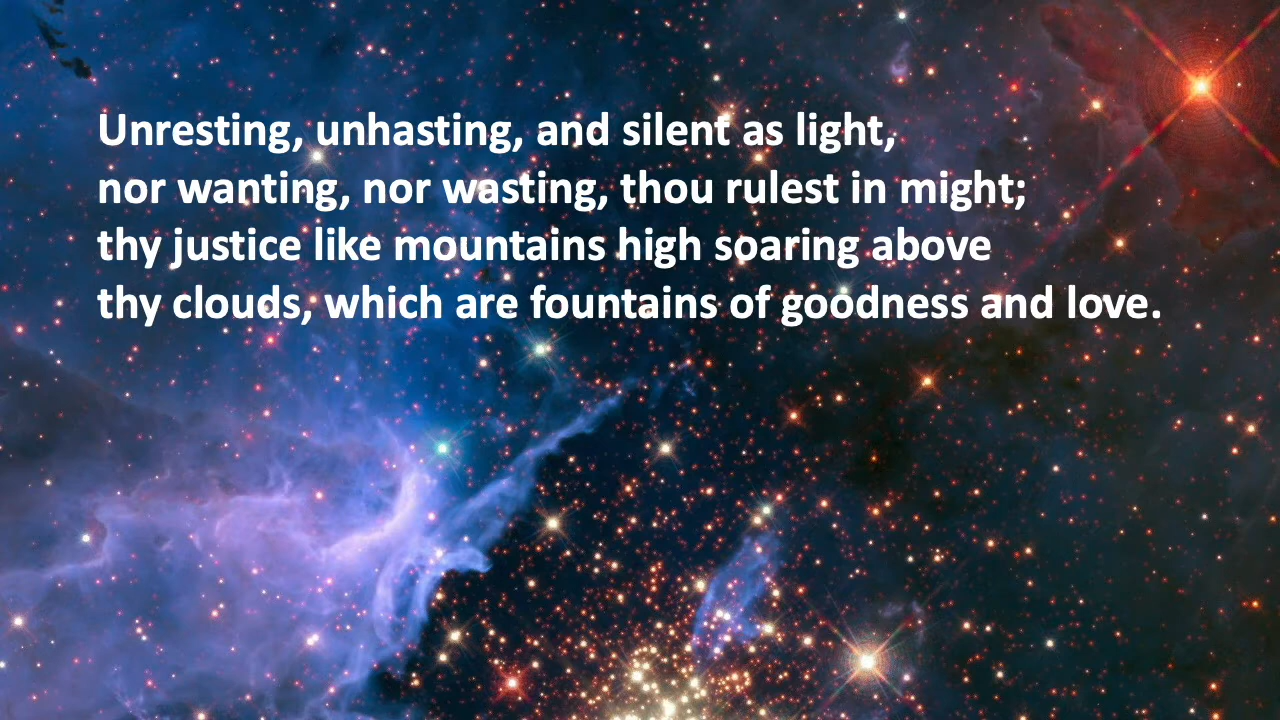 Unresting, unhasting, and silent as light,
nor wanting, nor wasting, thou rulest in might;
thy justice like mountains high soaring above
thy clouds, which are fountains of goodness and love.